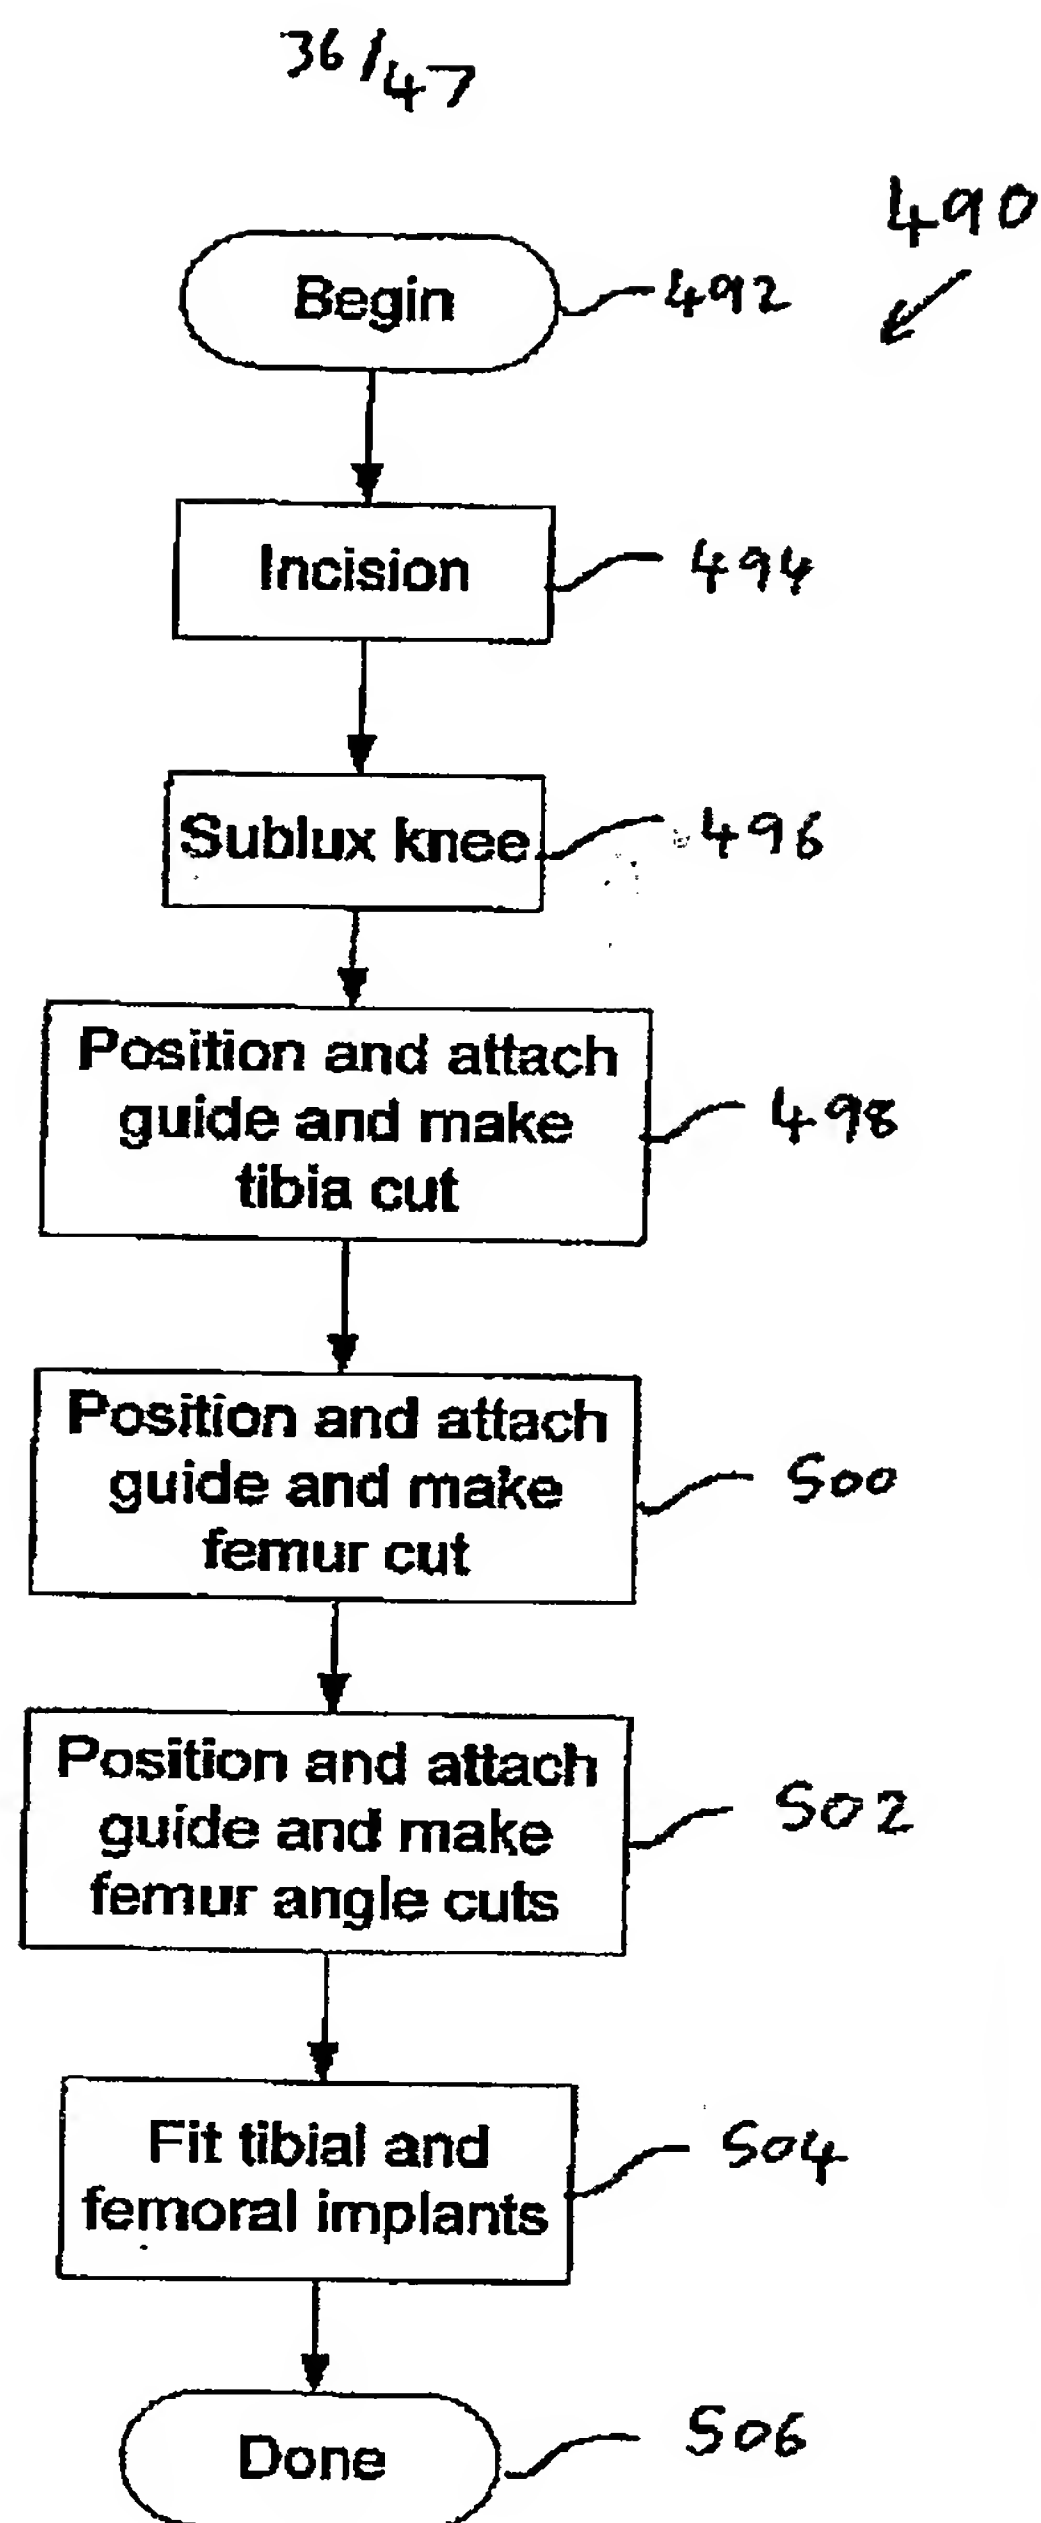 36/47
490
Begin
492
Incision
494
Sublux knee
496
Position and attach
guide and make
tibia cut
498
Position and attach
guide and make
femur cut
500
Position and attach
guide and make
femur angle cuts
502
Fit tibial and
femoral implants
504
Done
506